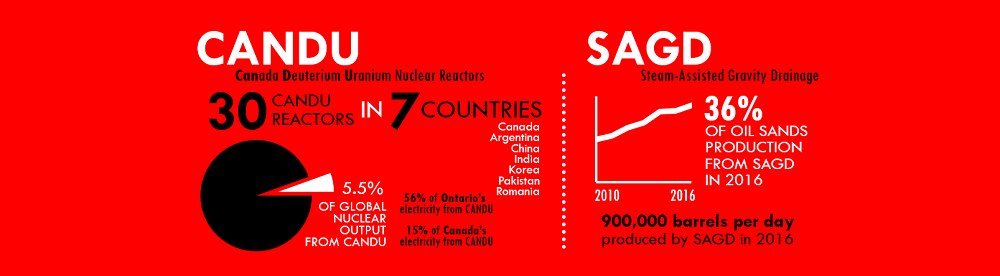 CANDU
Canada Deuterium Uranium Nuclear Reactors
30 CANDU REACTORS IN 7 COUNTRIES
Canada
Argentina
China
India
Korea
Pakistan
Romania
5.5%
OF GLOBAL
NUCLEAR
OUTPUT
FROM CANDU
56% of Ontario's
electricity from CANDU
15% of Canada's
electricity from CANDU
SAGD
Steam-Assisted Gravity Drainage
36%
OF OIL SANDS
PRODUCTION
FROM SAGD
IN 2016
2010 2016
900,000 barrels per day
produced by SAGD in 2016